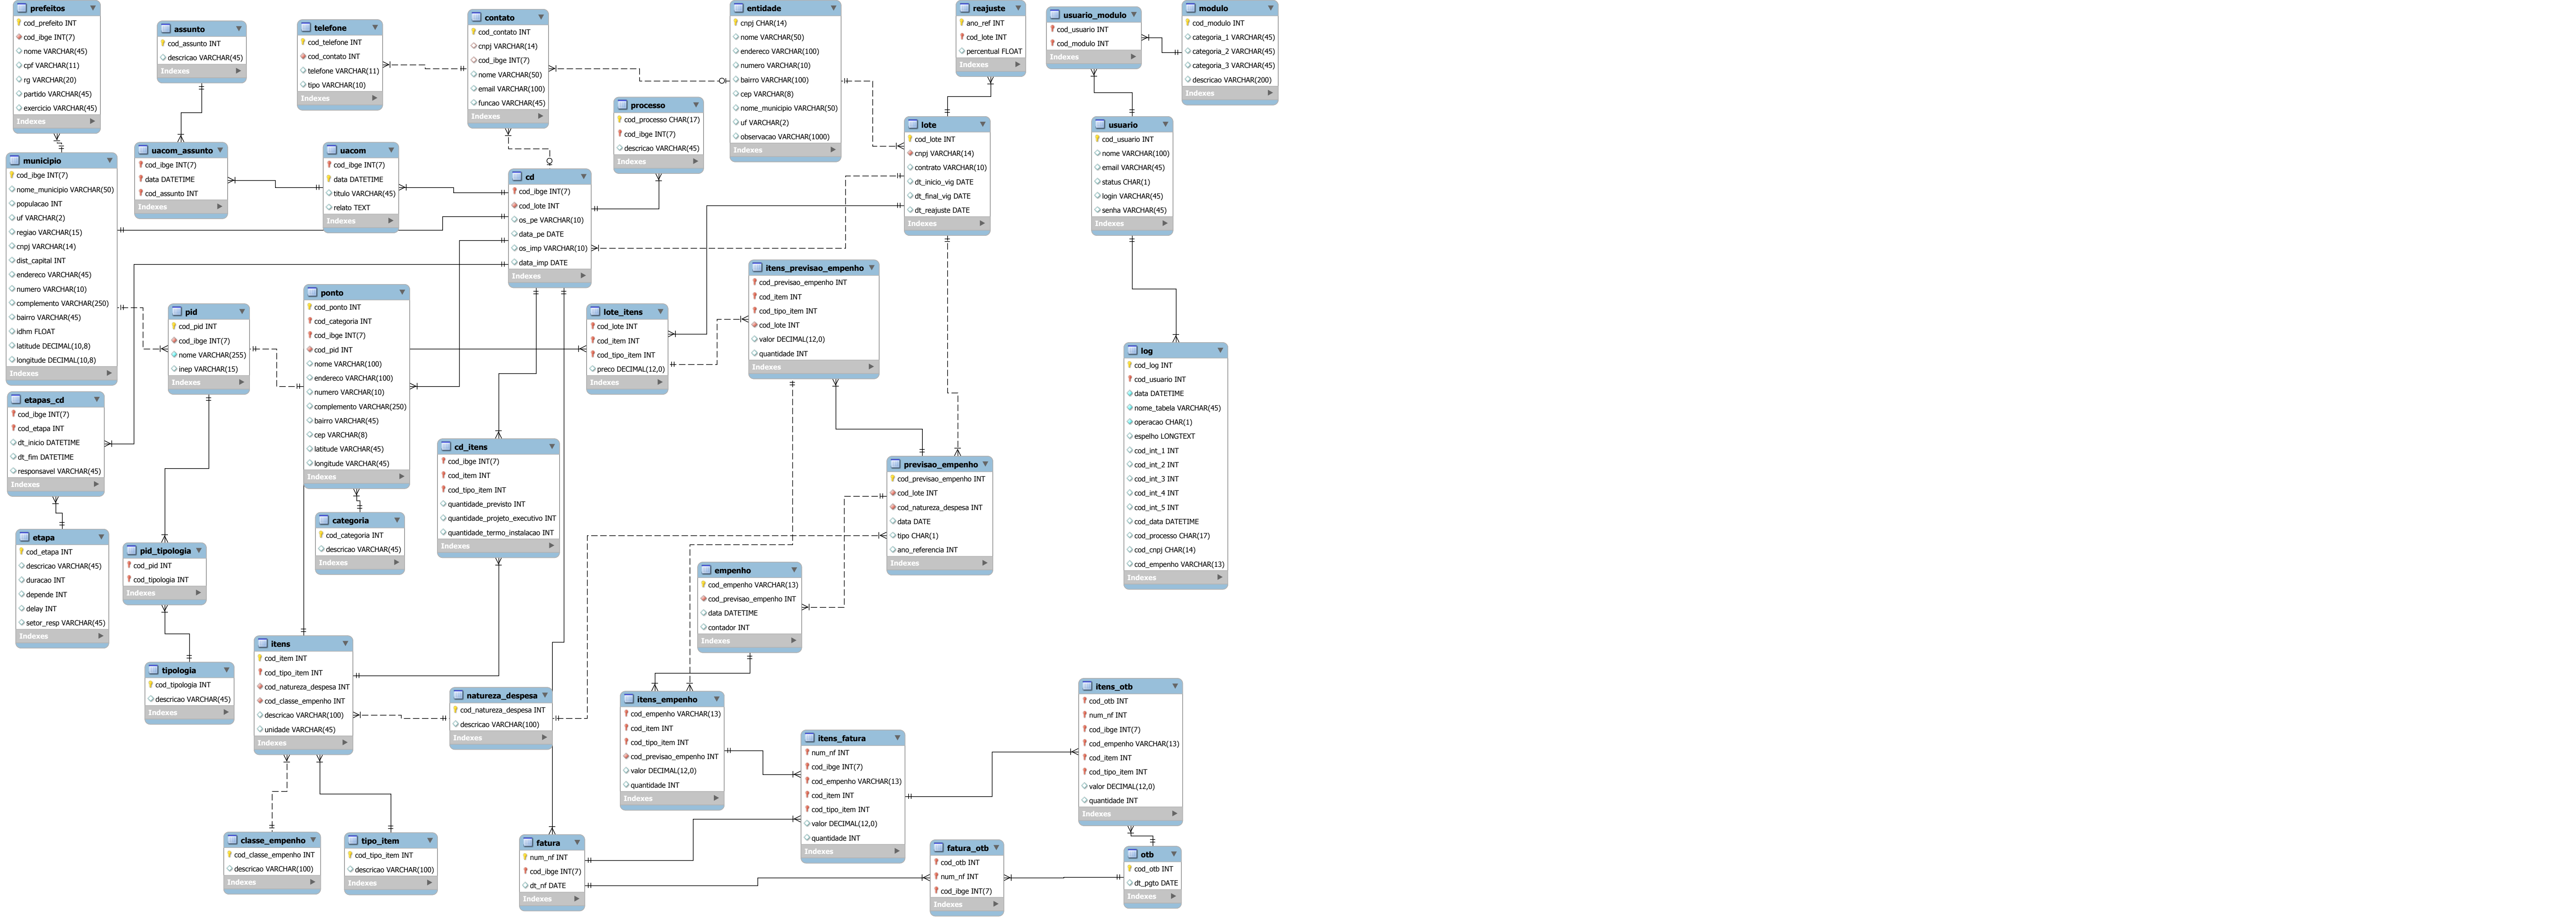 prefeitos
cod_prefeito INT
cod_ibge INT(7)
nome VARCHAR(45)
cpf VARCHAR(11)
rg VARCHAR(20)
partido VARCHAR(45)
exercicio VARCHAR(45)
Indexes
assunto
cod_assunto INT
descricao VARCHAR(45)
Indexes
telefone
cod_telefone INT
cod_contato INT
telefone VARCHAR(11)
tipo VARCHAR(10)
Indexes
contato
cod_contato INT
cnpj VARCHAR(14)
cod_ibge INT(7)
nome VARCHAR(50)
email VARCHAR(100)
funcao VARCHAR(45)
Indexes
processo
cod_processo CHAR(17)
cod_ibge INT(7)
descricao VARCHAR(45)
Indexes
entidade
cnpj CHAR(14)
nome VARCHAR(50)
endereco VARCHAR(100)
numero VARCHAR(10)
bairro VARCHAR(100)
cep VARCHAR(8)
nome_municipio VARCHAR(50)
uf VARCHAR(2)
observacao VARCHAR(1000)
Indexes
reajuste
ano_ref INT
cod_lote INT
percentual FLOAT
Indexes
usuario_modulo
cod_usuario INT
cod_modulo INT
Indexes
modulo
cod_modulo INT
categoria_1 VARCHAR(45)
categoria_2 VARCHAR(45)
categoria_3 VARCHAR(45)
descricao VARCHAR(200)
Indexes
lote
cod_lote INT
cnpj VARCHAR(14)
contrato VARCHAR(10)
dt_inicio_vig DATE
dt_final_vig DATE
dt_reajuste DATE
Indexes
usuario
cod_usuario INT
nome VARCHAR(100)
email VARCHAR(45)
status CHAR(1)
login VARCHAR(45)
senha VARCHAR(45)
Indexes
municipio
cod_ibge INT(7)
nome_municipio VARCHAR(50)
populacao INT
uf VARCHAR(2)
regiao VARCHAR(15)
cnpj VARCHAR(14)
dist_capital INT
endereco VARCHAR(45)
numero VARCHAR(10)
complemento VARCHAR(250)
bairro VARCHAR(45)
idhm FLOAT
latitude DECIMAL(10,8)
longitude DECIMAL(10,8)
Indexes
uacom_assunto
cod_ibge INT(7)
data DATETIME
cod_assunto INT
Indexes
uacom
cod_ibge INT(7)
data DATETIME
titulo VARCHAR(45)
relato TEXT
Indexes
cd
cod_ibge INT(7)
cod_lote INT
os_pe VARCHAR(10)
data_pe DATE
os_imp VARCHAR(10)
data_imp DATE
Indexes
itens_previsao_empenho
cod_previsao_empenho INT
cod_item INT
cod_tipo_item INT
cod_lote INT
valor DECIMAL(12,0)
quantidade INT
Indexes
ponto
cod_ponto INT
cod_categoria INT
cod_ibge INT(7)
cod_pid INT
nome VARCHAR(100)
endereco VARCHAR(100)
numero VARCHAR(10)
complemento VARCHAR(250)
bairro VARCHAR(45)
cep VARCHAR(8)
latitude VARCHAR(45)
longitude VARCHAR(45)
Indexes
pid
cod_pid INT
cod_ibge INT(7)
nome VARCHAR(255)
inep VARCHAR(15)
Indexes
lote_itens
cod_lote INT
cod_item INT
cod_tipo_item INT
preco DECIMAL(12,0)
Indexes
log
cod_log INT
cod_usuario INT
data DATETIME
nome_tabela VARCHAR(45)
operacao CHAR(1)
espelho LONGTEXT
cod_int_1 INT
cod_int_2 INT
cod_int_3 INT
cod_int_4 INT
cod_int_5 INT
cod_data DATETIME
cod_processo CHAR(17)
cod_cnpj CHAR(14)
cod_empenho VARCHAR(13)
Indexes
etapas_cd
cod_ibge INT(7)
cod_etapa INT
dt_inicio DATETIME
dt_fim DATETIME
responsavel VARCHAR(45)
Indexes
cd_itens
cod_ibge INT(7)
cod_item INT
cod_tipo_item INT
quantidade_previsto INT
quantidade_projeto_executivo INT
quantidade_termo_instalacao INT
Indexes
previsao_empenho
cod_previsao_empenho INT
cod_lote INT
cod_natureza_despesa INT
data DATE
tipo CHAR(1)
ano_referencia INT
Indexes
categoria
cod_categoria INT
descricao VARCHAR(45)
Indexes
etapa
cod_etapa INT
descricao VARCHAR(45)
duracao INT
depende INT
delay INT
setor_resp VARCHAR(45)
Indexes
pid_tipologia
cod_pid INT
cod_tipologia INT
Indexes
empenho
cod_empenho VARCHAR(13)
cod_previsao_empenho INT
data DATETIME
contador INT
Indexes
itens
cod_item INT
cod_tipo_item INT
cod_natureza_despesa INT
cod_classe_empenho INT
descricao VARCHAR(100)
unidade VARCHAR(45)
Indexes
tipologia
cod_tipologia INT
descricao VARCHAR(45)
Indexes
natureza_despesa
cod_natureza_despesa INT
descricao VARCHAR(100)
Indexes
itens_empenho
cod_empenho VARCHAR(13)
cod_item INT
cod_tipo_item INT
cod_previsao_empenho INT
valor DECIMAL(12,0)
quantidade INT
Indexes
itens_otb
cod_otb INT
num_nf INT
cod_ibge INT(7)
cod_empenho VARCHAR(13)
cod_item INT
cod_tipo_item INT
valor DECIMAL(12,0)
quantidade INT
Indexes
itens_fatura
num_nf INT
cod_ibge INT(7)
cod_empenho VARCHAR(13)
cod_item INT
cod_tipo_item INT
valor DECIMAL(12,0)
quantidade INT
Indexes
classe_empenho
cod_classe_empenho INT
descricao VARCHAR(100)
Indexes
tipo_item
cod_tipo_item INT
descricao VARCHAR(100)
Indexes
fatura
num_nf INT
cod_ibge INT(7)
dt_nf DATE
Indexes
fatura_otb
cod_otb INT
num_nf INT
cod_ibge INT(7)
Indexes
otb
cod_otb INT
dt_pgto DATE
Indexes